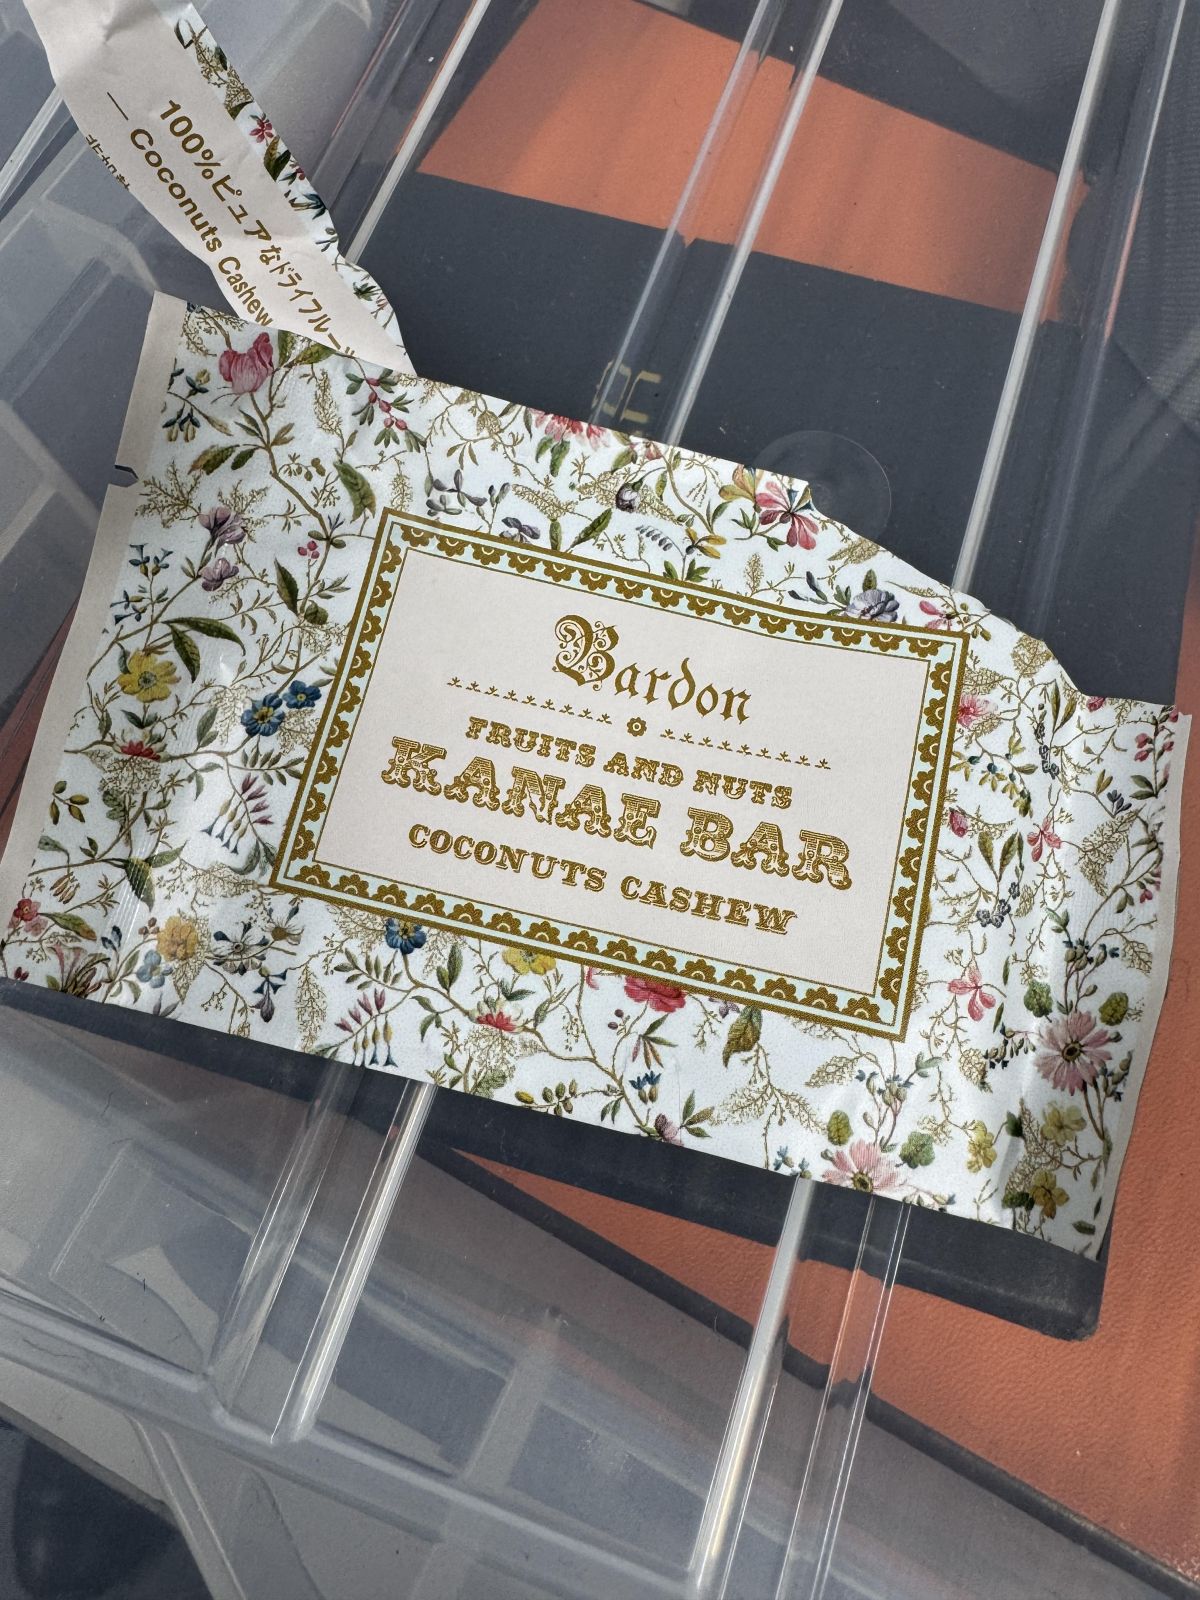 100%ピュアなドライフルー
— Coconuts Cashew
Bardon
FRUITS AND NUTS
KANAE BAR
COCONUTS CASHEW